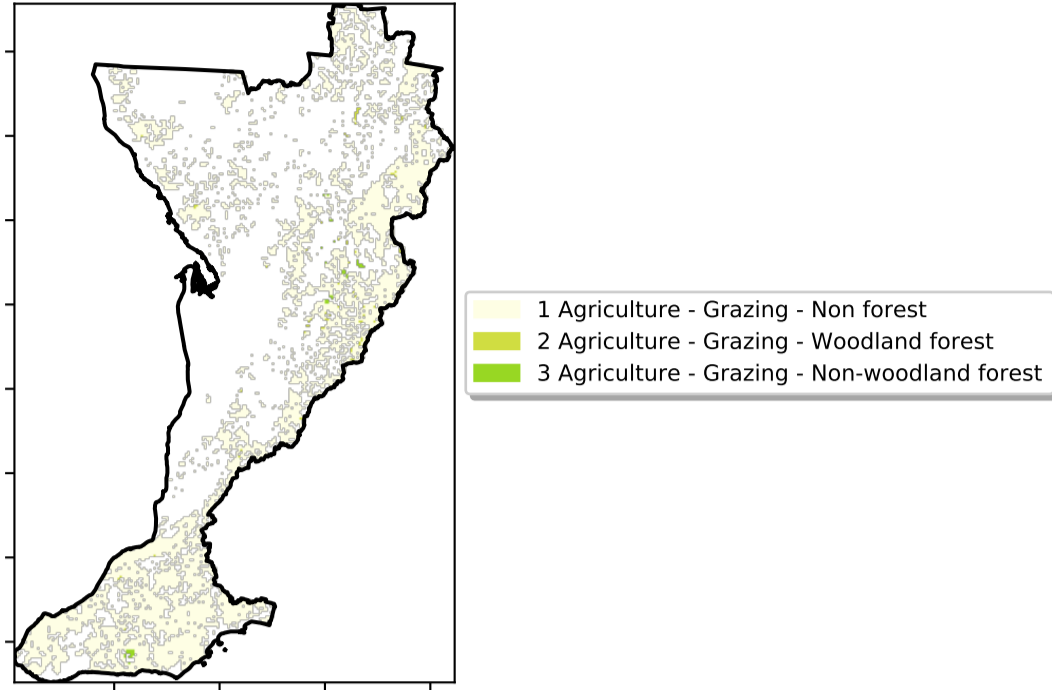 1 Agriculture - Grazing - Non forest
2 Agriculture - Grazing - Woodland forest
3 Agriculture - Grazing - Non-woodland forest